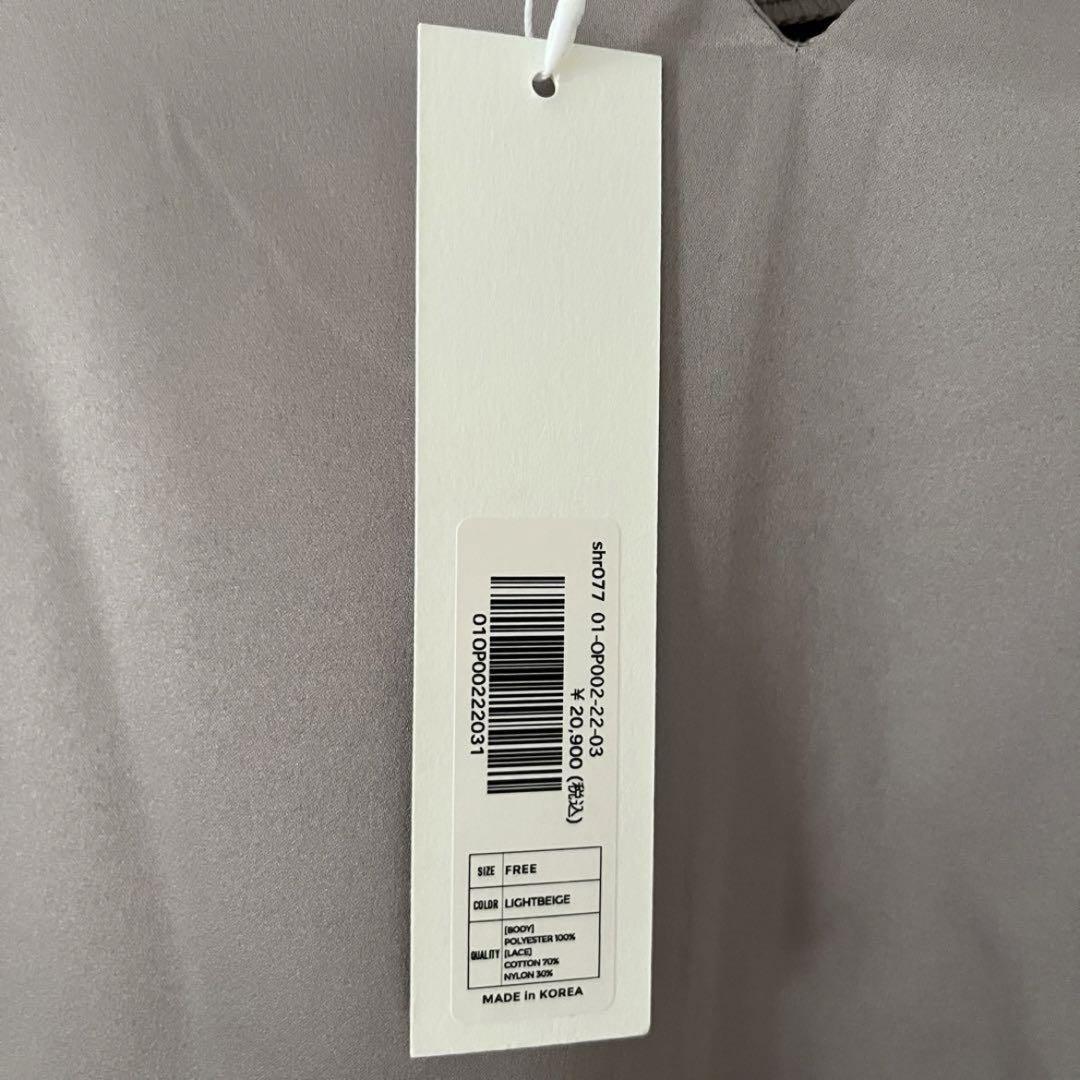 shr077 01-OP002-22-03
¥ 20,900 (税込)
01OP00222031
SIZE FREE
COLOR LIGHTBEIGE
QUALITY [BODY]
POLYESTER 100%
[LACE]
COTTON 70%
NYLON 30%
MADE in KOREA